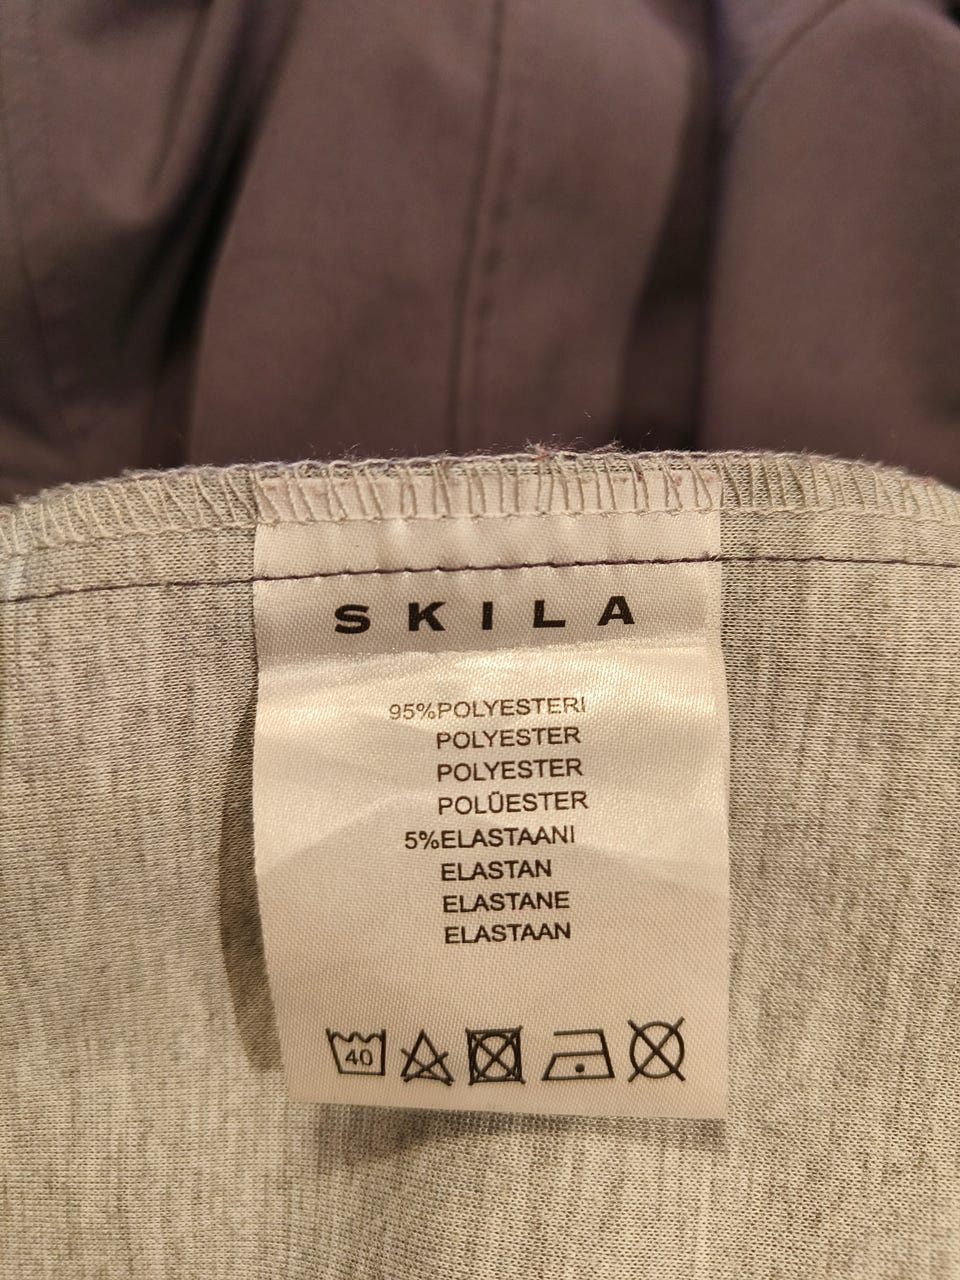 SKILA
95%POLYESTERI
POLYESTER
POLYESTER
POLÜESTER
5%ELASTAANI
ELASTAN
ELASTANE
ELASTAAN
40